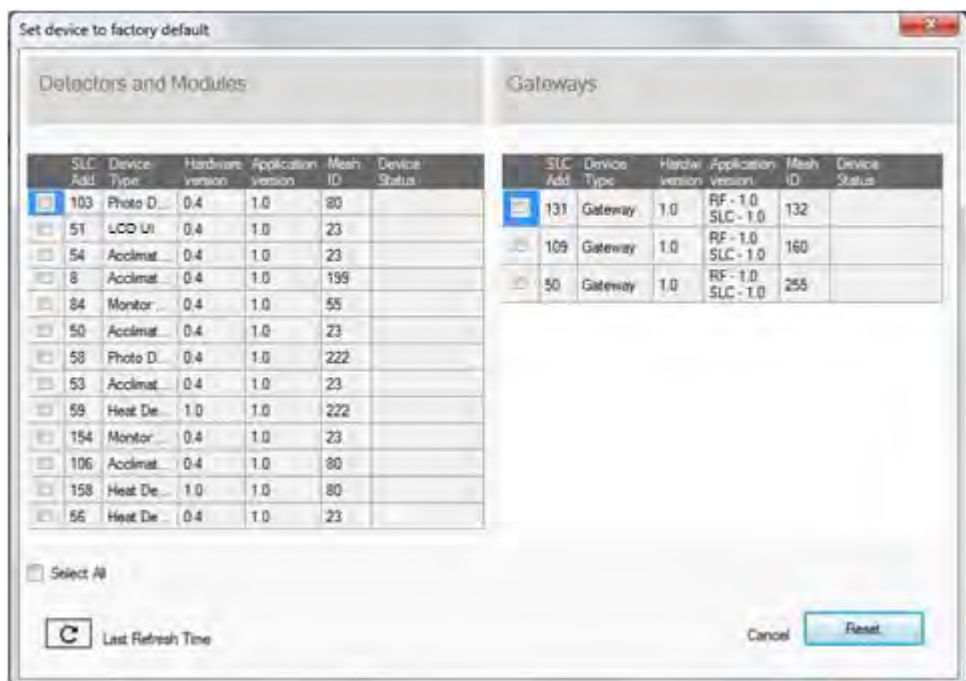 Set device to factory default
Detectors and Modules
SLC Add. Device Type Hardware version Application version Mesh ID Device Status
103 Photo D... 0.4 1.0 80
51 LCD UI 0.4 1.0 23
54 Acclimat... 0.4 1.0 23
8 Acclimat... 0.4 1.0 199
84 Monitor ... 0.4 1.0 55
50 Acclimat... 0.4 1.0 23
58 Photo D... 0.4 1.0 222
53 Acclimat... 0.4 1.0 23
59 Heat De... 1.0 1.0 222
154 Monitor ... 0.4 1.0 23
106 Acclimat... 0.4 1.0 80
158 Heat De... 1.0 1.0 80
56 Heat De... 0.4 1.0 23
Select All
Last Refresh Time
Gateways
SLC Add. Device Type Hardwar version Application version Mesh ID Device Status
131 Gateway 1.0 RF - 1.0 SLC - 1.0 132
109 Gateway 1.0 RF - 1.0 SLC - 1.0 160
50 Gateway 1.0 RF - 1.0 SLC - 1.0 255
Cancel
Reset